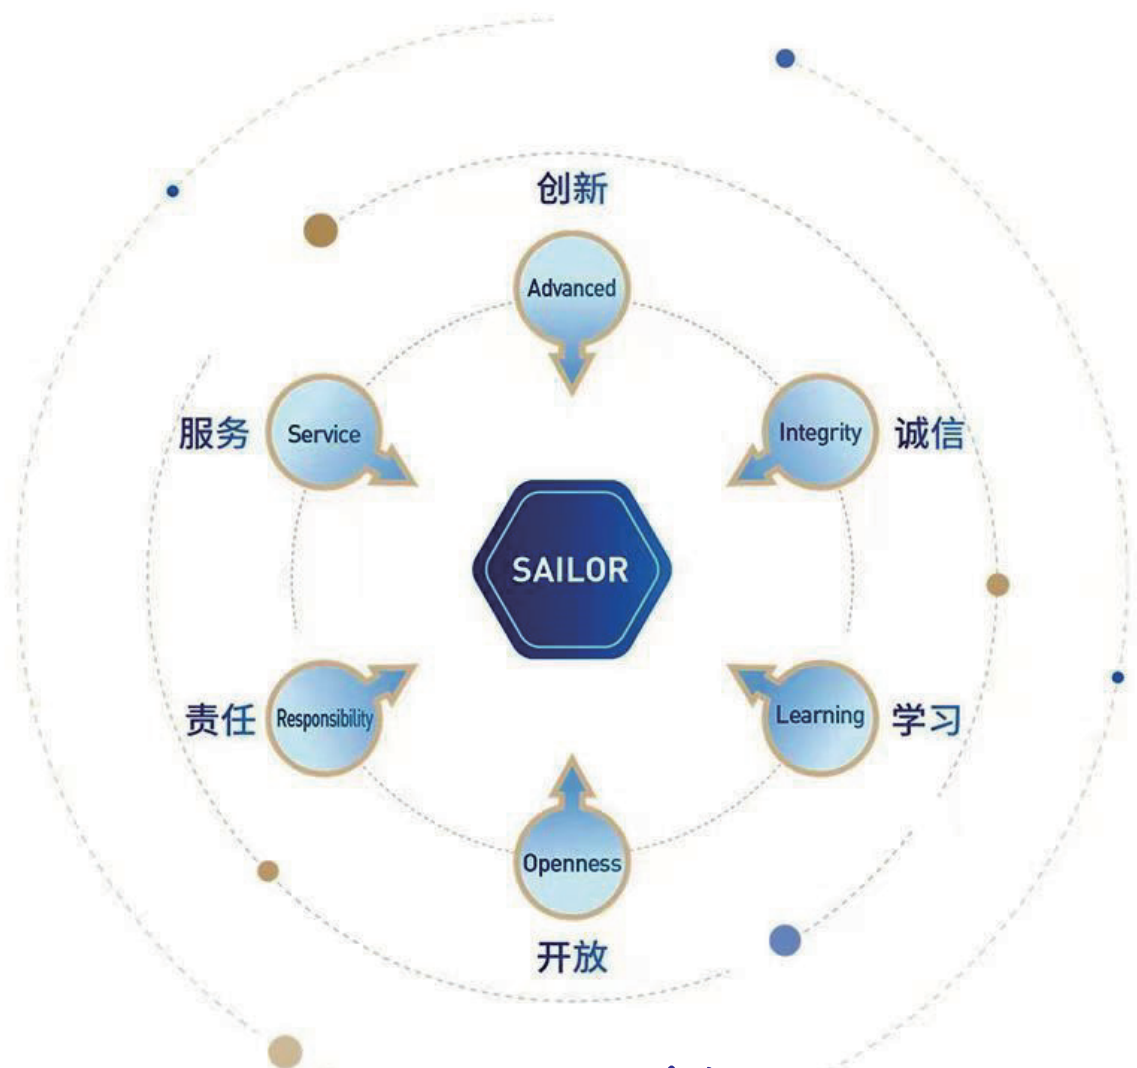 创新
Advanced
服务
Service
Integrity
诚信
SAILOR
责任
Responsibility
Learning
学习
Openness
开放